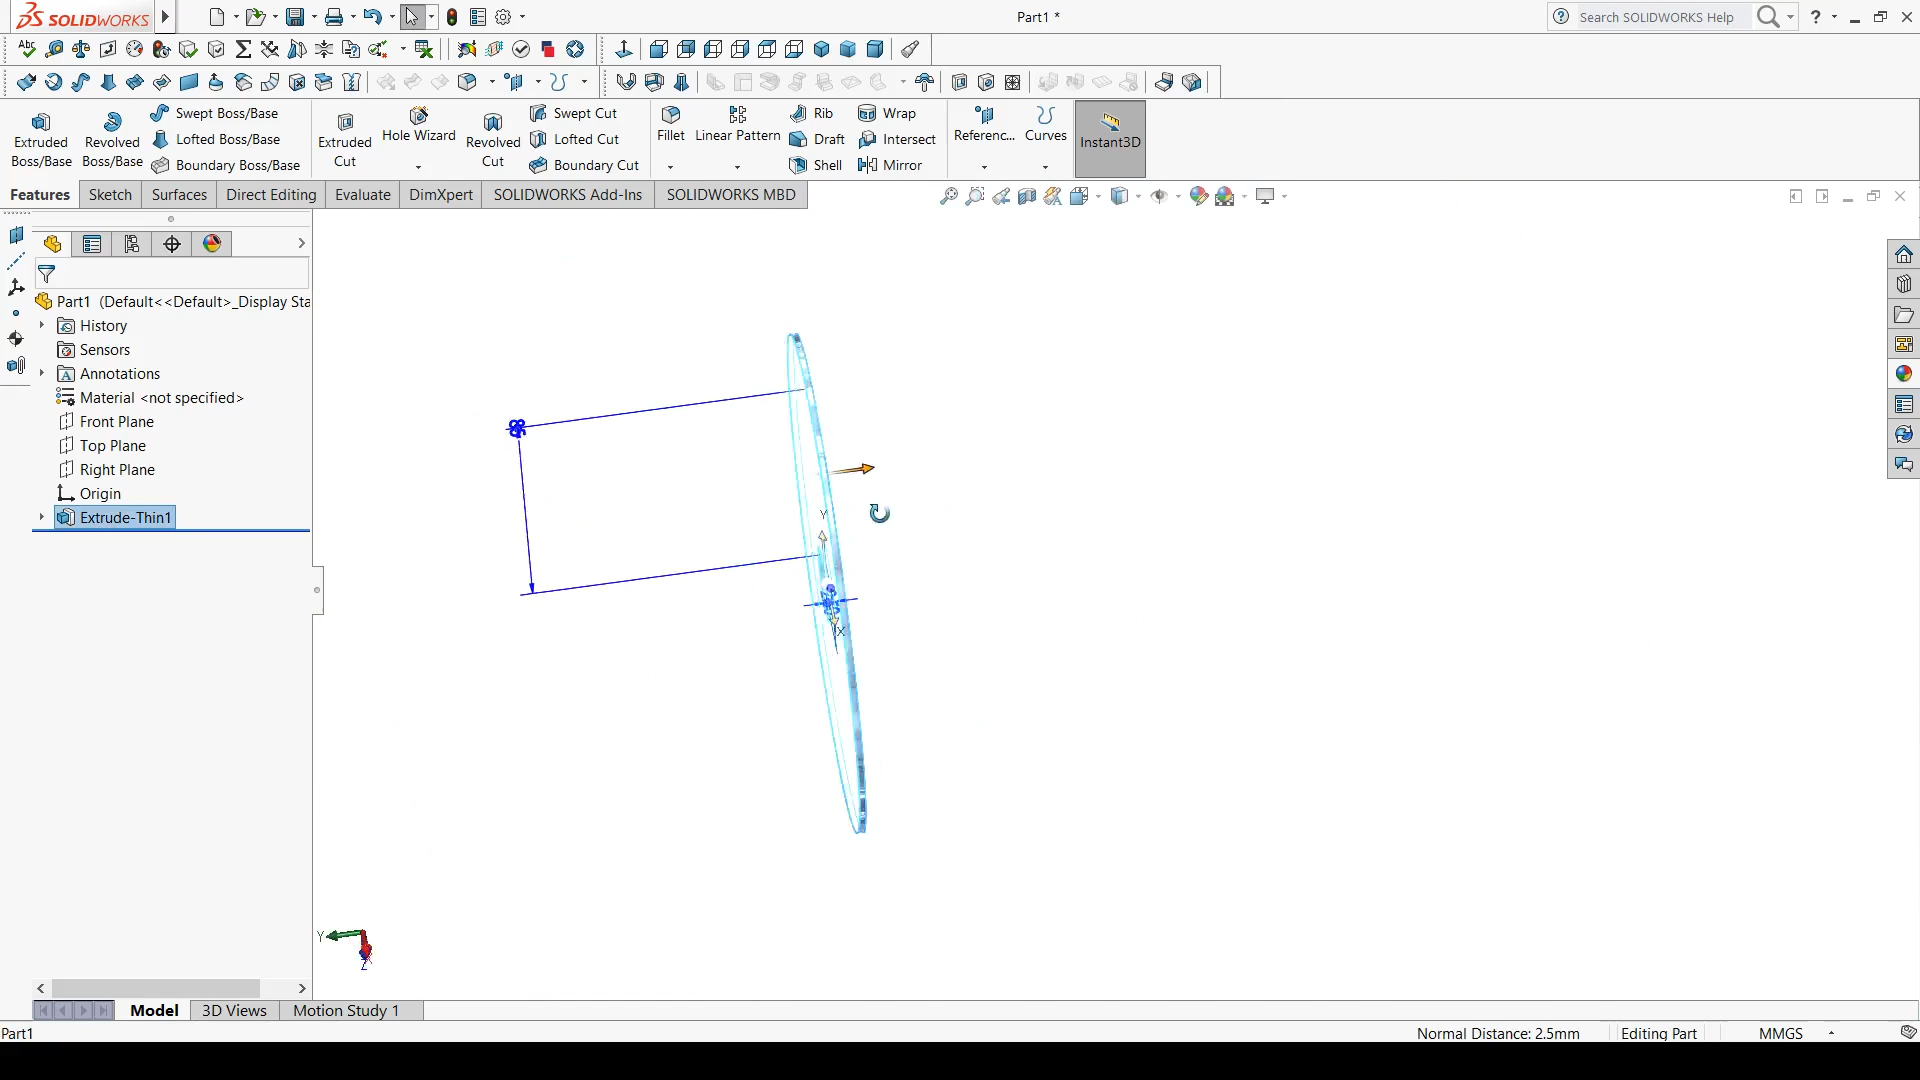 SOLIDWORKS
Part1 *
Search SOLIDWORKS Help
Extruded Boss/Base
Revolved Boss/Base
Swept Boss/Base
Lofted Boss/Base
Boundary Boss/Base
Extruded Cut
Hole Wizard
Revolved Cut
Swept Cut
Lofted Cut
Boundary Cut
Fillet
Linear Pattern
Rib
Draft
Shell
Wrap
Intersect
Mirror
Referenc...
Curves
Instant3D
Features
Sketch
Surfaces
Direct Editing
Evaluate
DimXpert
SOLIDWORKS Add-Ins
SOLIDWORKS MBD
Part1 (Default<<Default>_Display Sta
History
Sensors
Annotations
Material <not specified>
Front Plane
Top Plane
Right Plane
Origin
Extrude-Thin1
Y
X
Y
Z
Model
3D Views
Motion Study 1
Part1
Normal Distance: 2.5mm
Editing Part
MMGS